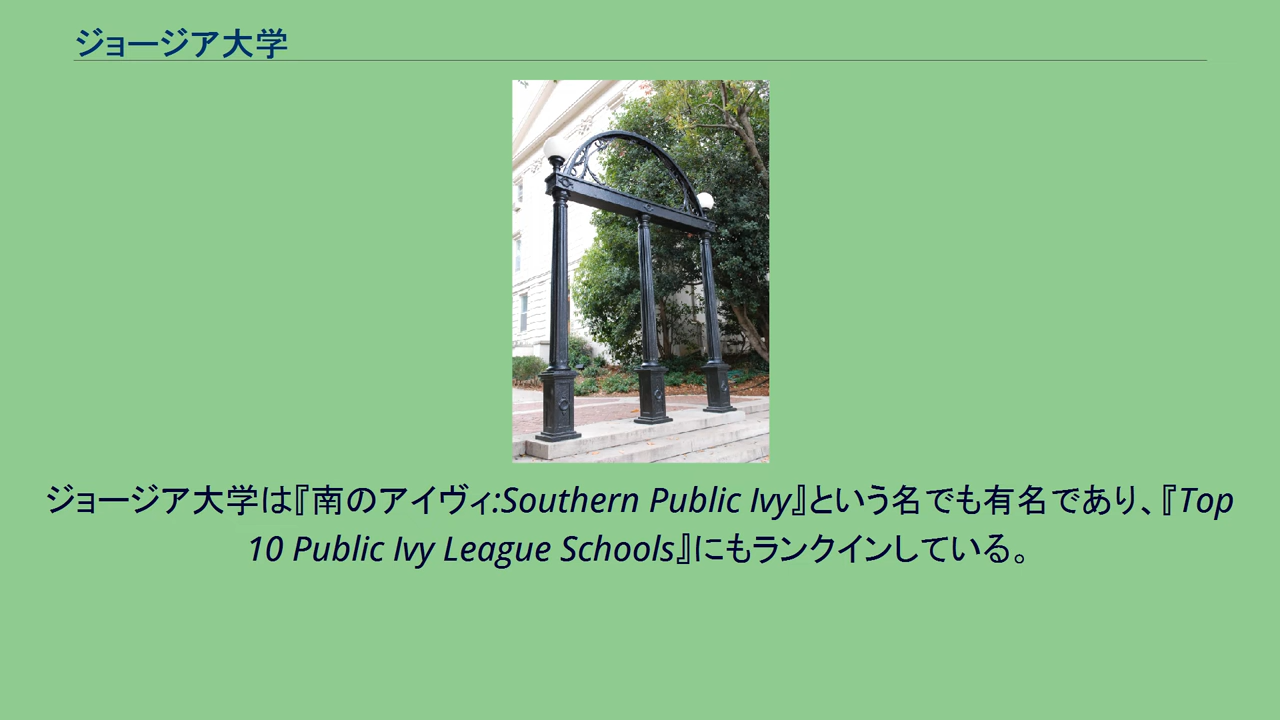 ジョージア大学
ジョージア大学は『南のアイヴィ:Southern Public Ivy』という名でも有名であり、『Top
10 Public Ivy League Schools』にもランクインしている。